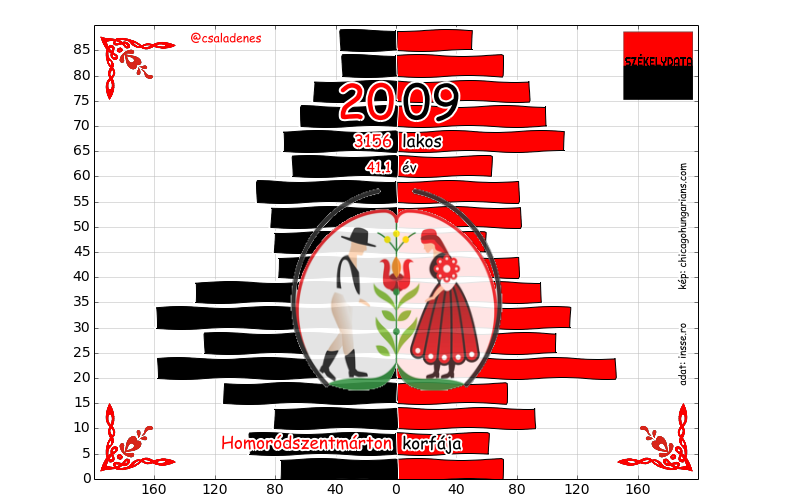 @csaladenes
SZÉKELYDATA
2009
3156 lakos
41.1 év
kép: chicagohungarians.com
adat: insse.ro
Homoródszentmárton korfája
85
80
75
70
65
60
55
50
45
40
35
30
25
20
15
10
5
0
160 120 80 40 0 40 80 120 160